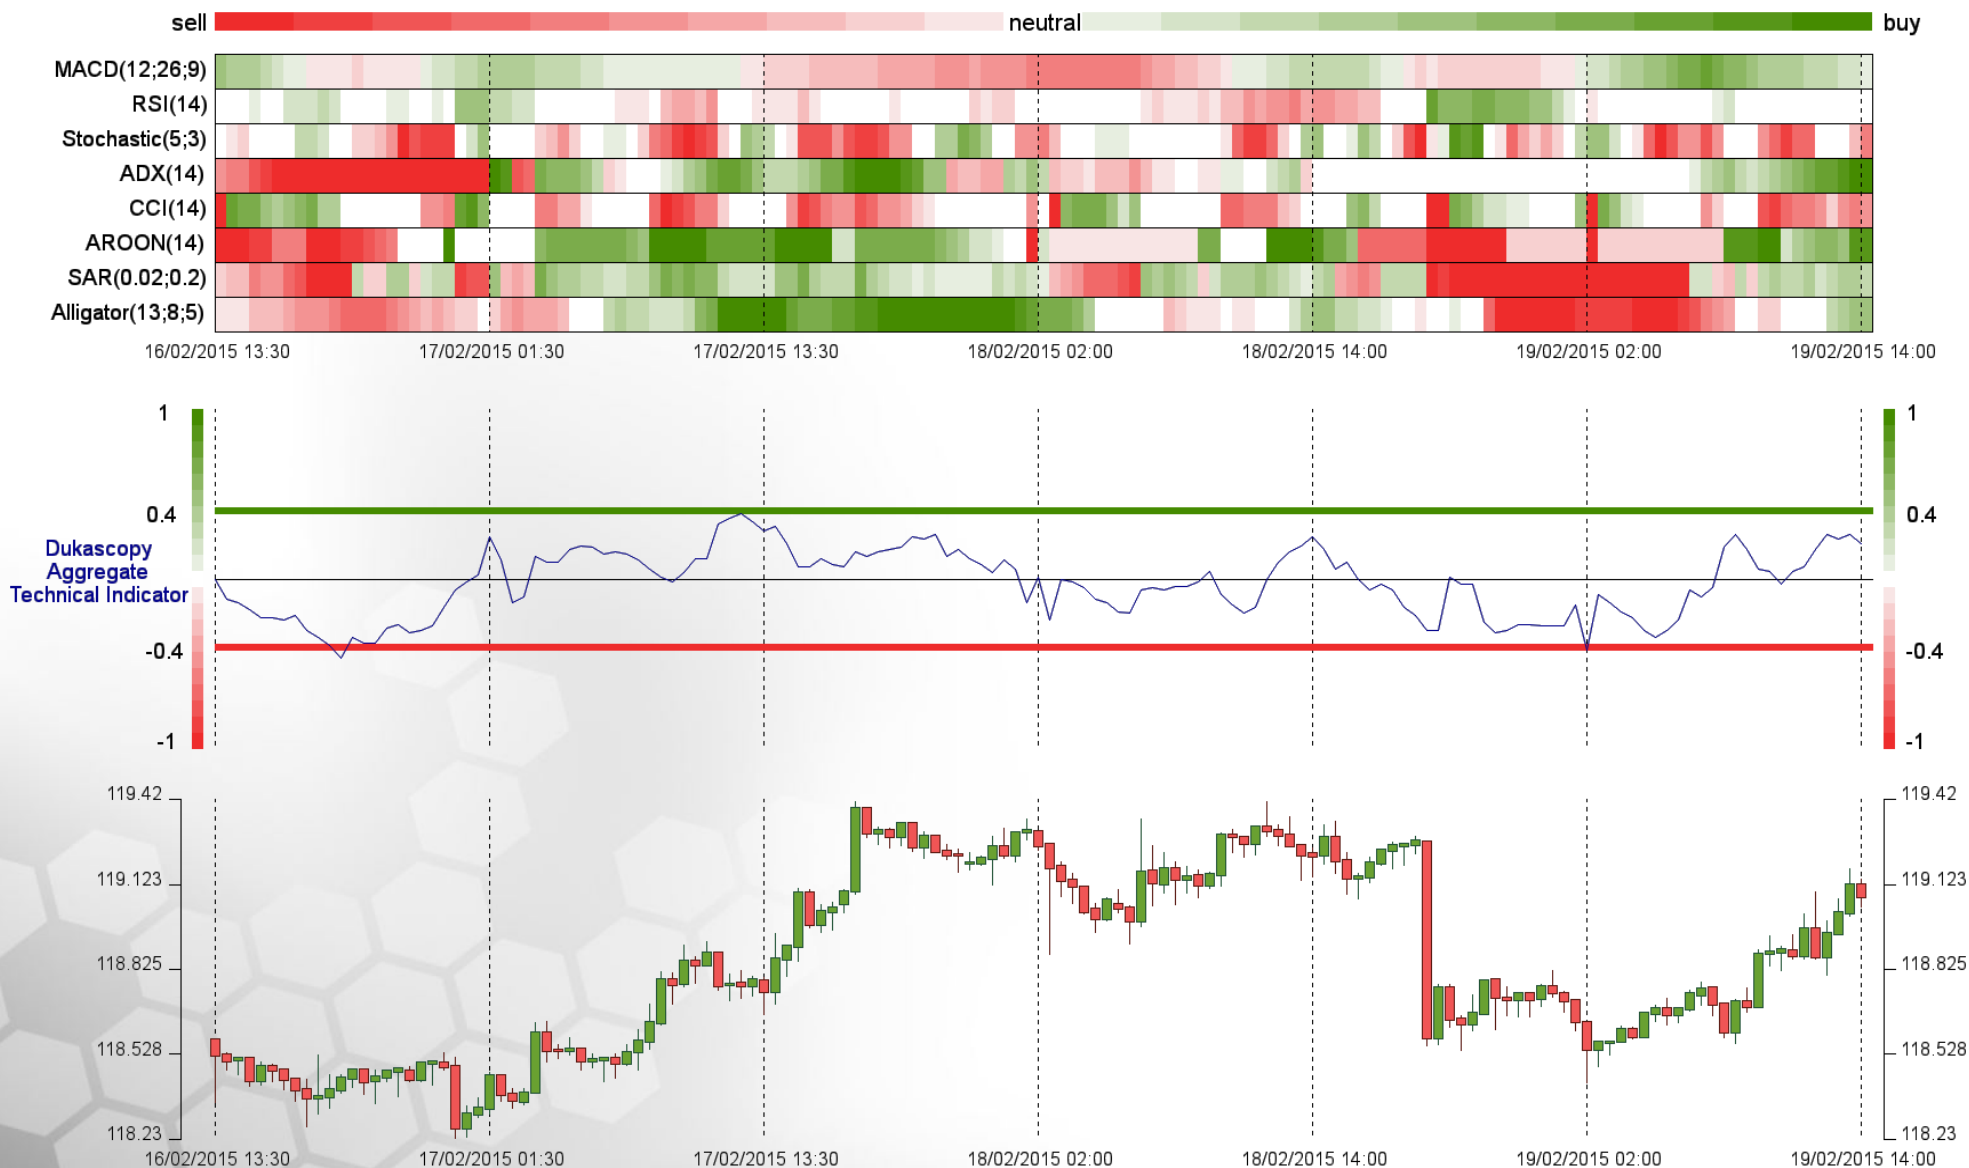 sell neutral buy
MACD(12;26;9)
RSI(14)
Stochastic(5;3)
ADX(14)
CCI(14)
AROON(14)
SAR(0.02;0.2)
Alligator(13;8;5)
16/02/2015 13:30 17/02/2015 01:30 17/02/2015 13:30 18/02/2015 02:00 18/02/2015 14:00 19/02/2015 02:00 19/02/2015 14:00
1 1
0.4 0.4
Dukascopy
Aggregate
Technical Indicator
-0.4 -0.4
-1 -1
119.42 119.42
119.123 119.123
118.825 118.825
118.528 118.528
118.23 118.23
16/02/2015 13:30 17/02/2015 01:30 17/02/2015 13:30 18/02/2015 02:00 18/02/2015 14:00 19/02/2015 02:00 19/02/2015 14:00